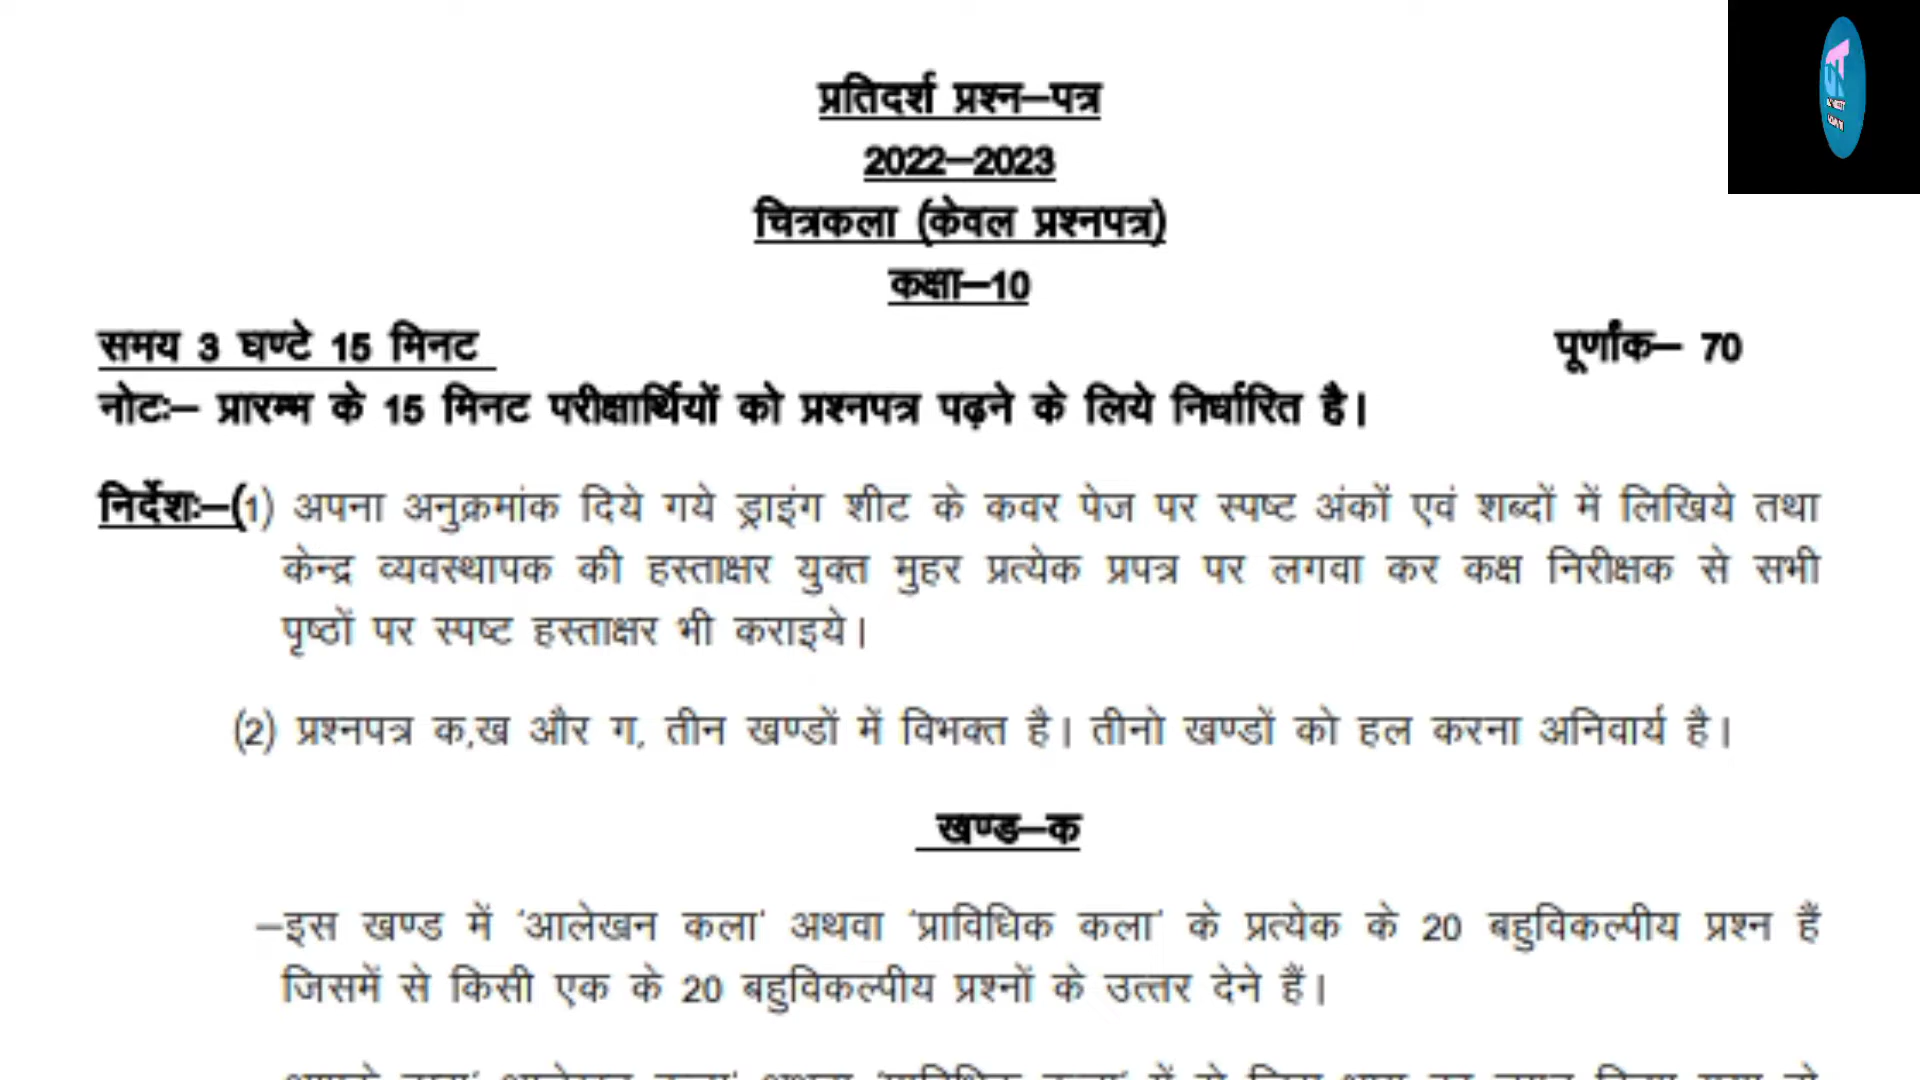 प्रतिदर्श प्रश्न–पत्र
2022–2023
चित्रकला (केवल प्रश्नपत्र)
कक्षा–10
समय 3 घण्टे 15 मिनट पूर्णांक– 70
नोटः– प्रारम्भ के 15 मिनट परीक्षार्थियों को प्रश्नपत्र पढ़ने के लिये निर्धारित है।
निर्देशः–(1) अपना अनुक्रमांक दिये गये ड्राइंग शीट के कवर पेज पर स्पष्ट अंकों एवं शब्दों में लिखिये तथा
केन्द्र व्यवस्थापक की हस्ताक्षर युक्त मुहर प्रत्येक प्रपत्र पर लगवा कर कक्ष निरीक्षक से सभी
पृष्ठों पर स्पष्ट हस्ताक्षर भी कराइये।
(2) प्रश्नपत्र क,ख और ग, तीन खण्डों में विभक्त है। तीनो खण्डों को हल करना अनिवार्य है।
खण्ड–क
–इस खण्ड में 'आलेखन कला' अथवा 'प्राविधिक कला' के प्रत्येक के 20 बहुविकल्पीय प्रश्न हैं
जिसमें से किसी एक के 20 बहुविकल्पीय प्रश्नों के उत्तर देने हैं।